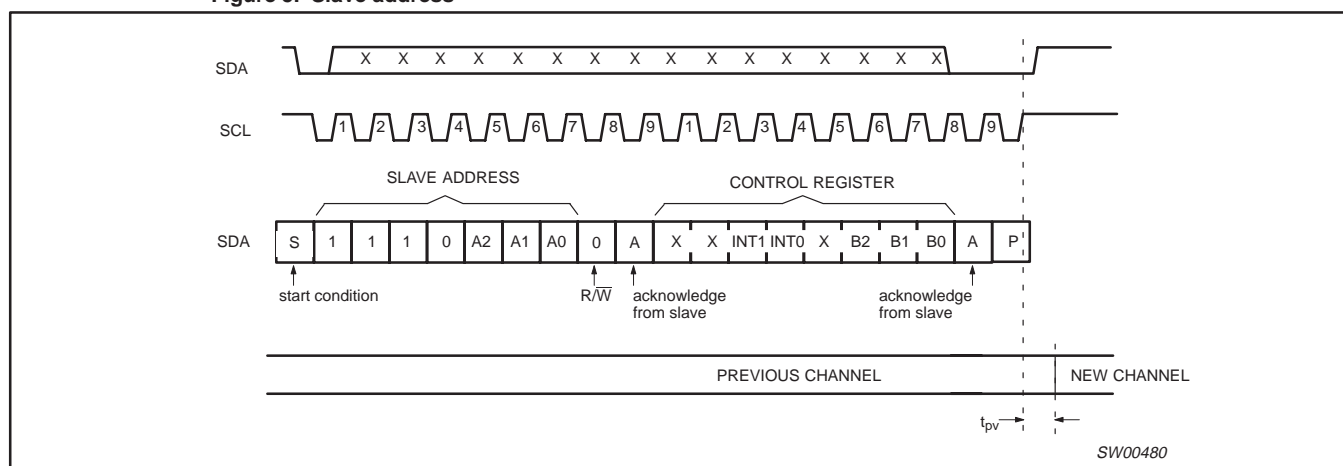 Figure 3. Slave address
SDA
X X X X X X X X X X X X X X X X
SCL
1 2 3 4 5 6 7 8 9 1 2 3 4 5 6 7 8 9
SLAVE ADDRESS
CONTROL REGISTER
SDA
S 1 1 1 0 A2 A1 A0 0 A X X INT1 INT0 X B2 B1 B0 A P
start condition
R/W
acknowledge
from slave
acknowledge
from slave
PREVIOUS CHANNEL
NEW CHANNEL
tpv
SW00480